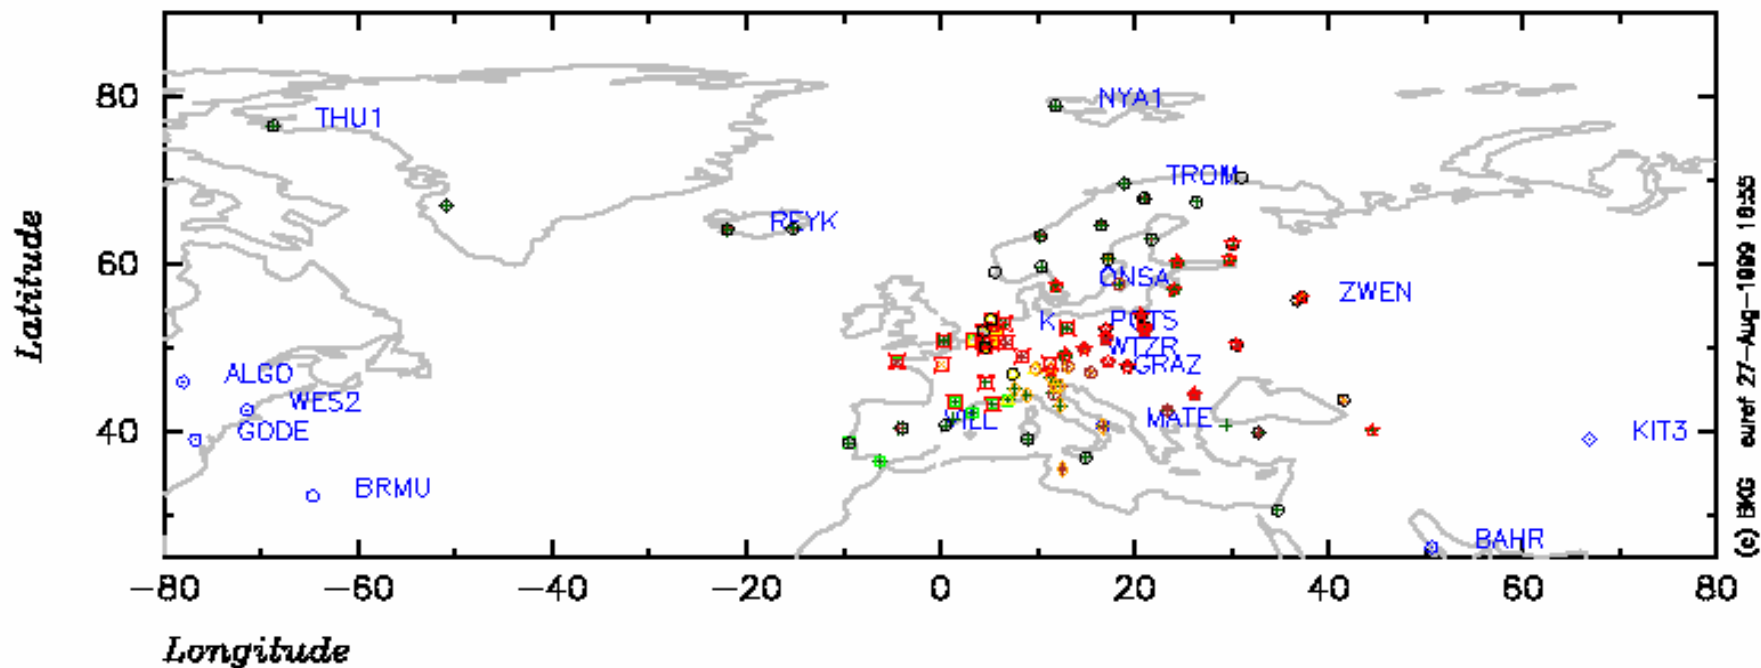 80
60
40
Latitude
THU1
NYA1
TROM
REYK
ONSA
ZWEN
K
POTS
WTZR
GRAZ
ALGO
WES2
GODE
VILL
MATE
KIT3
BRMU
BAHR
−80 −60 −40 −20 0 20 40 60 80
Longitude
(c) BKG euref 27−Aug−1999 16:55